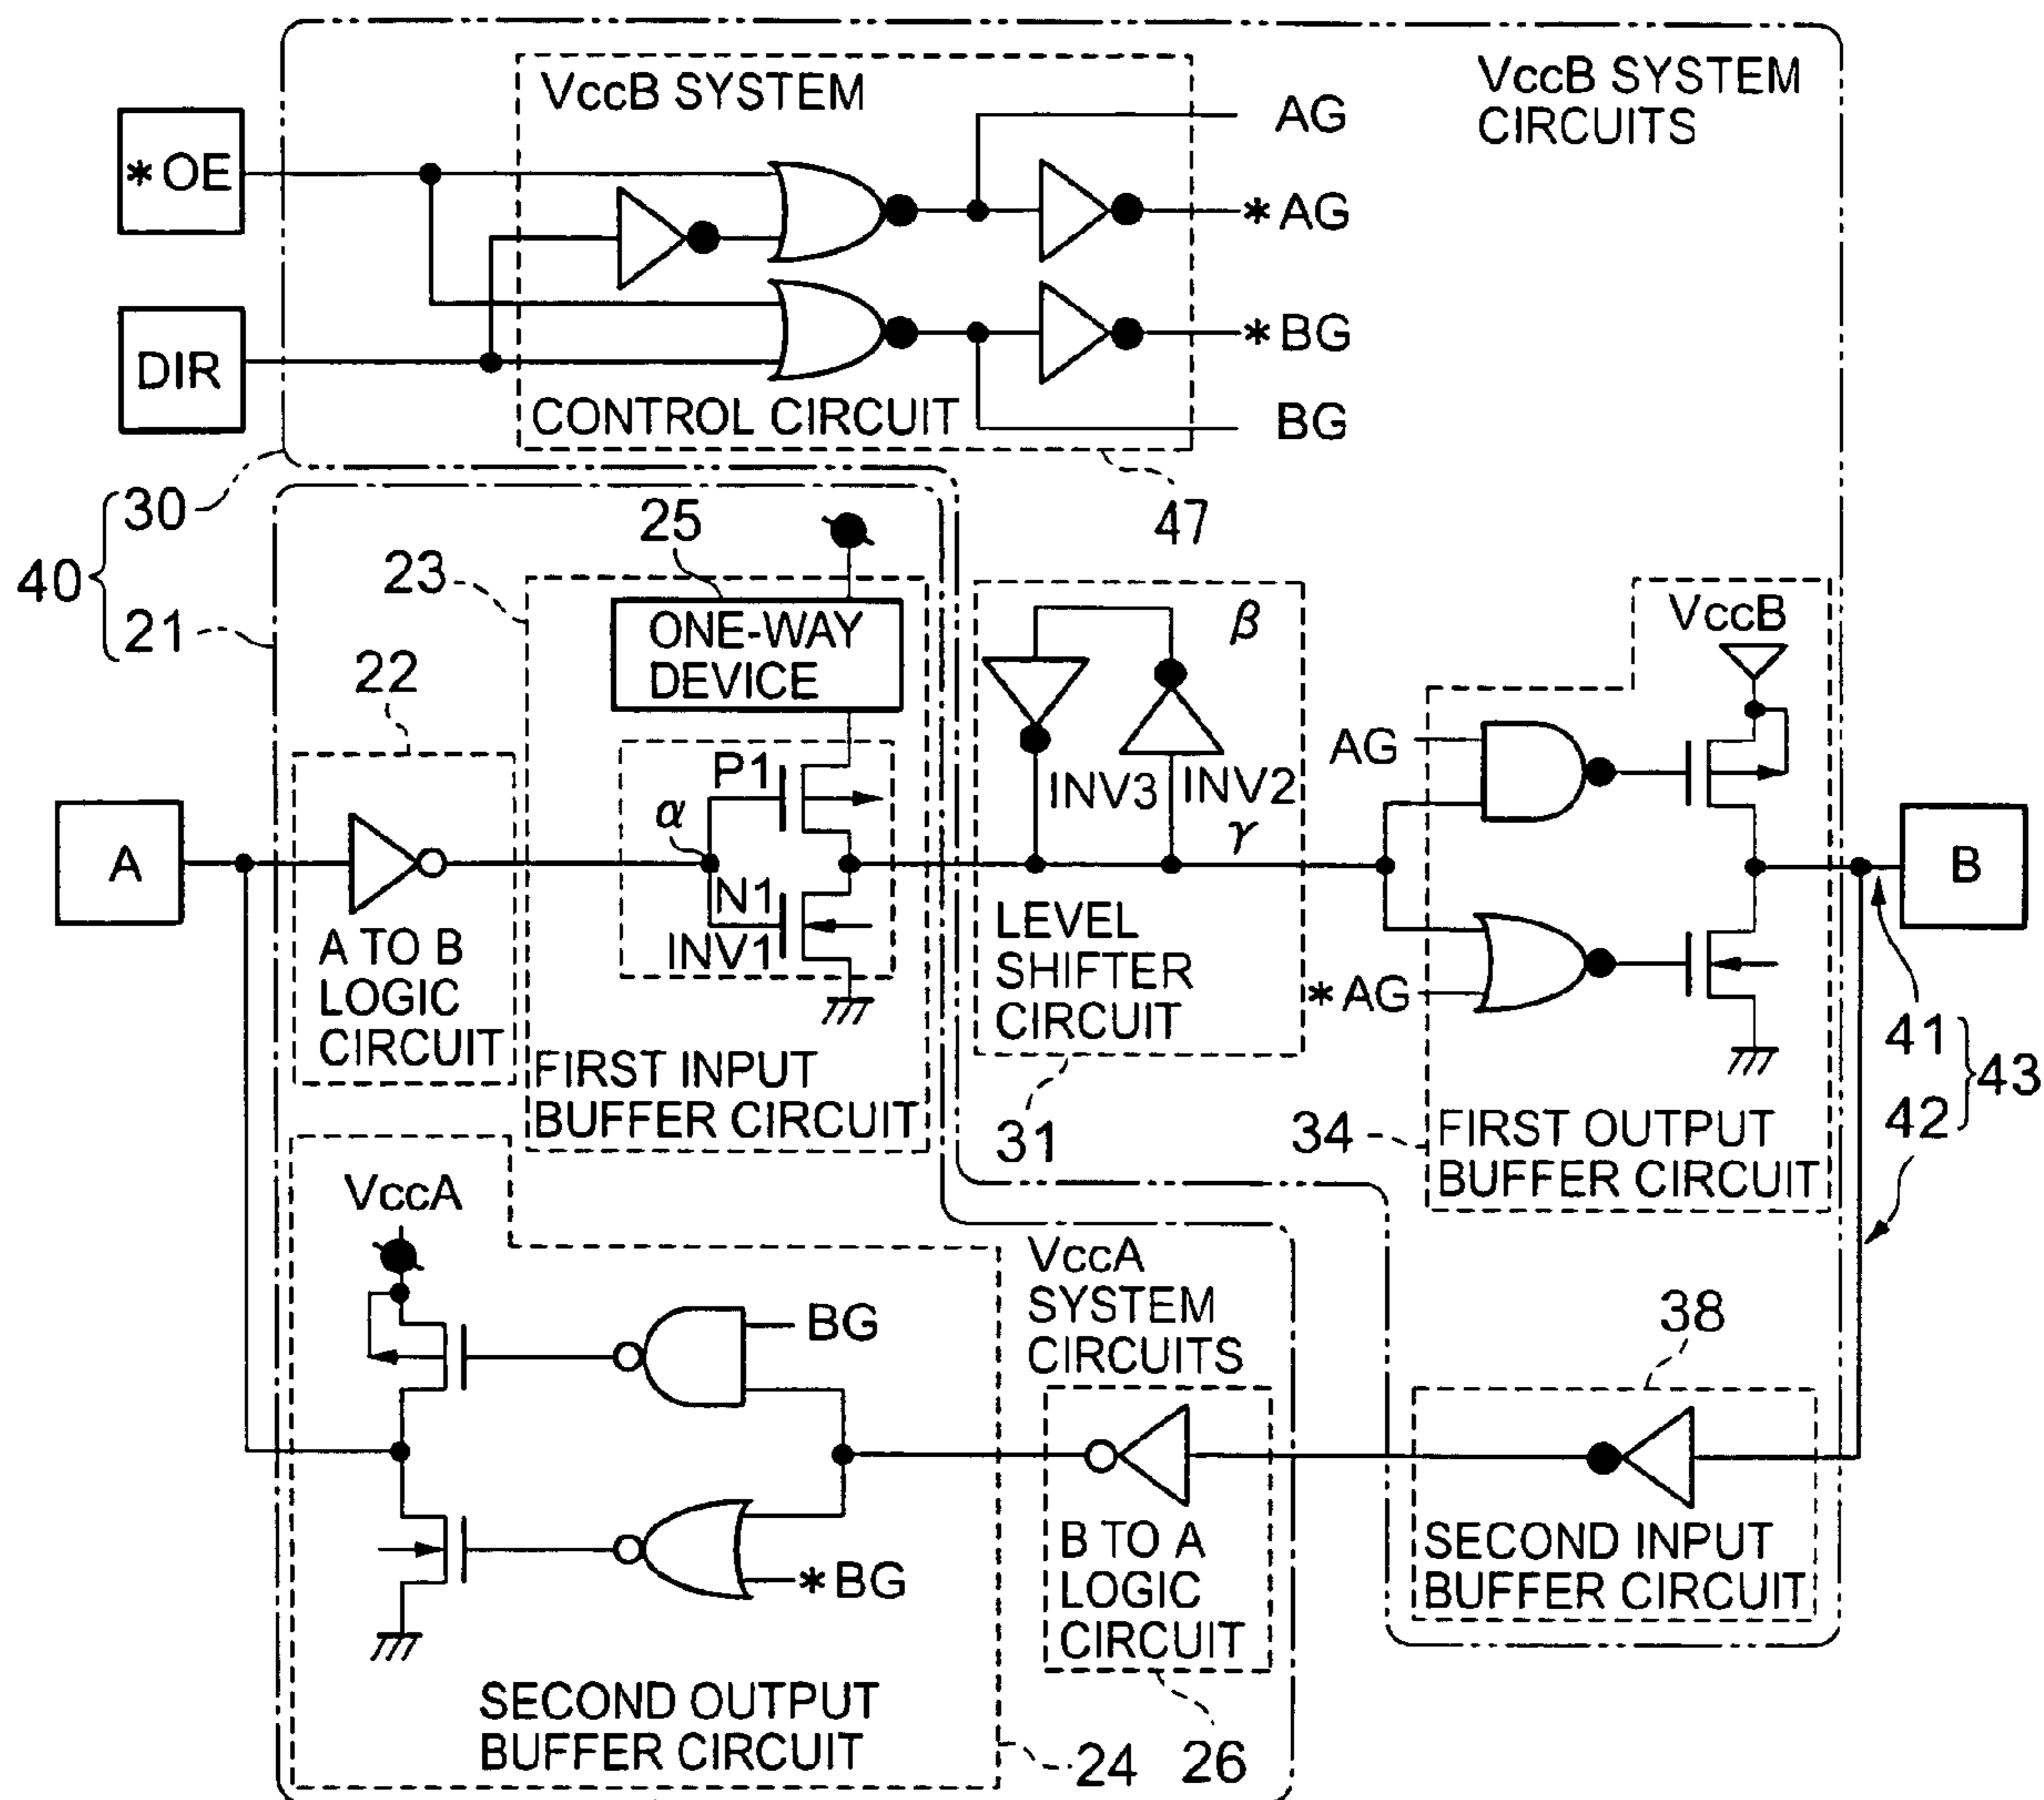 VccB SYSTEM
VccB SYSTEM
CIRCUITS
AG
*OE
*AG
*BG
DIR
CONTROL CIRCUIT
BG
30
40
21
47
25
23
22
ONE-WAY
DEVICE
β
VccB
P1
AG
INV3
INV2
α
γ
A
B
N1
INV1
A TO B
LOGIC
CIRCUIT
LEVEL
SHIFTER
CIRCUIT
*AG
41
43
42
FIRST INPUT
BUFFER CIRCUIT
31
34
FIRST OUTPUT
BUFFER CIRCUIT
VccA
VccA
SYSTEM
CIRCUITS
BG
38
*BG
B TO A
LOGIC
CIRCUIT
SECOND INPUT
BUFFER CIRCUIT
SECOND OUTPUT
BUFFER CIRCUIT
24
26